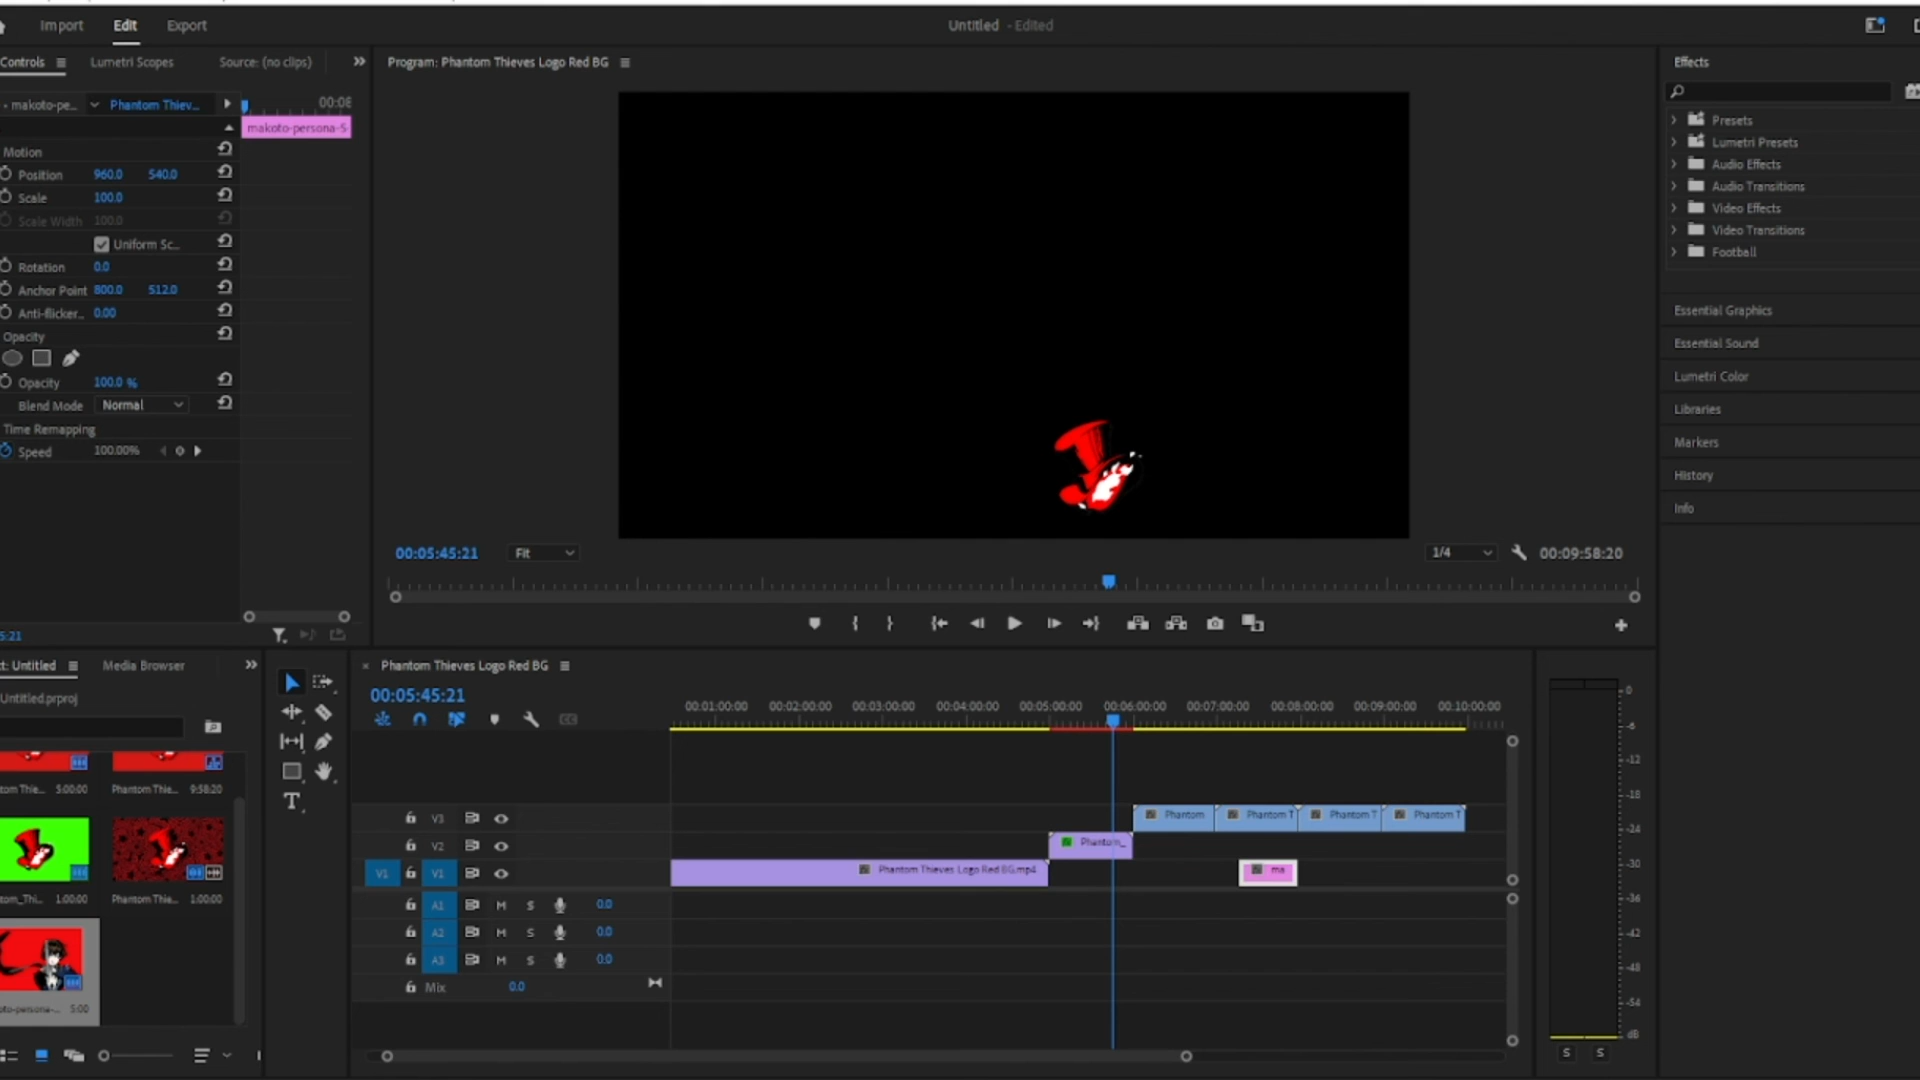 Import Edit Export
Untitled - Edited
Controls Lumetri Scopes Source: (no clips)
Program: Phantom Thieves Logo Red BG
Effects
makoto-pe... Phantom Thiev...
00:08
makoto-persona-5
Motion
Position 960.0 540.0
Scale 100.0
Scale Width 100.0
Uniform Sc...
Rotation 0.0
Anchor Point 800.0 512.0
Anti-flicker... 0.00
Opacity
Opacity 100.0 %
Blend Mode Normal
Time Remapping
Speed 100.00%
Presets
Lumetri Presets
Audio Effects
Audio Transitions
Video Effects
Video Transitions
Football
Essential Graphics
Essential Sound
Lumetri Color
Libraries
Markers
History
Info
00:05:45:21 Fit 1/4 00:09:58:20
5:21
ct: Untitled Media Browser
Untitled.prproj
tom Thie... 5:00:00 Phantom Thie... 9:58:20
tom_Thi... 1:00:00 Phantom Thie... 1:00:00
oto-persona-... 5:00
Phantom Thieves Logo Red BG
00:05:45:21
00:01:00:00 00:02:00:00 00:03:00:00 00:04:00:00 00:05:00:00 00:06:00:00 00:07:00:00 00:08:00:00 00:09:00:00 00:10:00:00
V3 Phantom Phantom T Phantom T Phantom T
V2 Phantom_
V1 V1 Phantom Thieves Logo Red BG.mp4 ma
A1 M S 0.0
A2 M S 0.0
A3 M S 0.0
Mix 0.0
0
-6
-12
-18
-24
-30
-36
-42
-48
-54
dB
S S